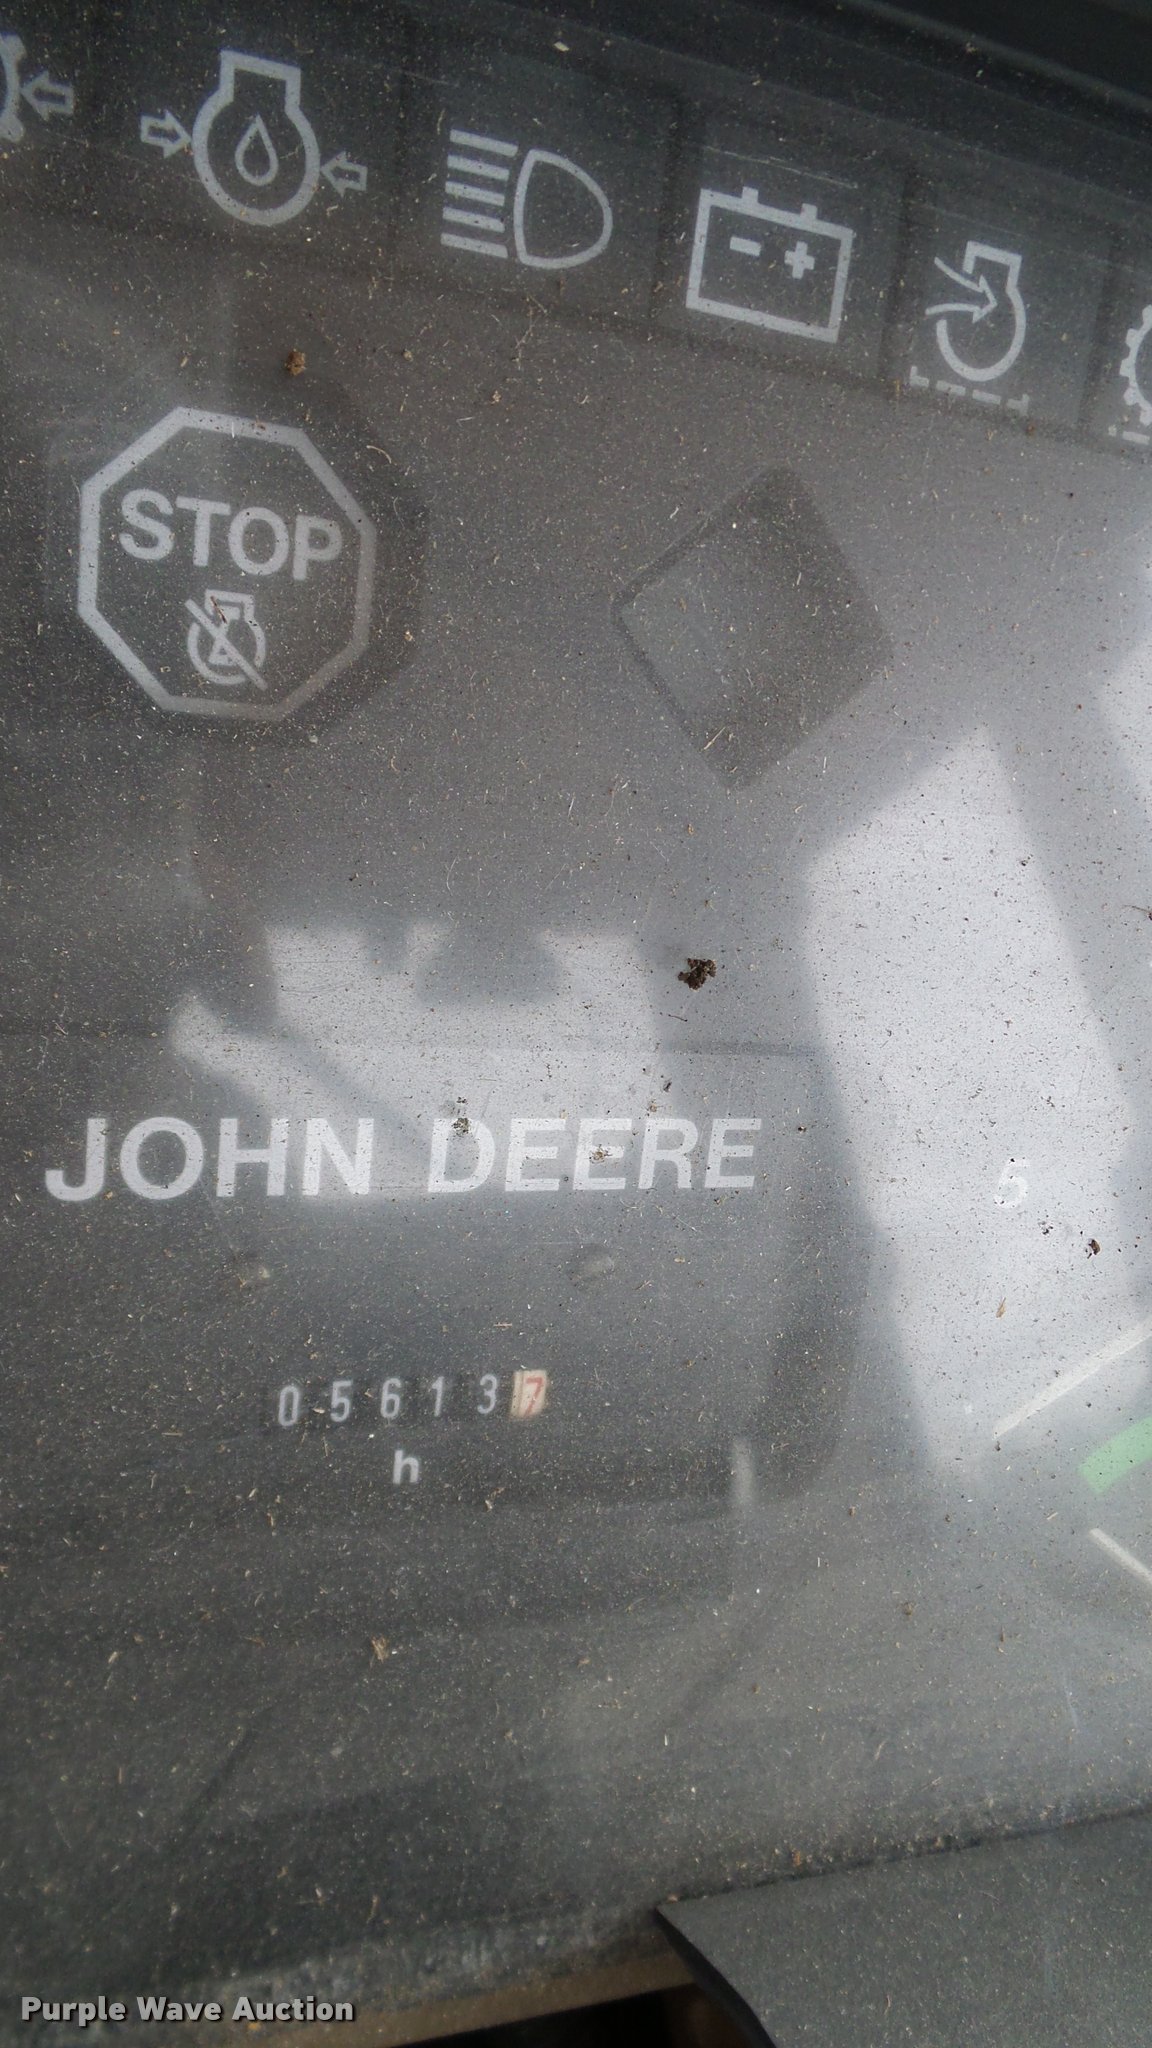 STOP
JOHN DEERE
5
056137
h
Purple Wave Auction